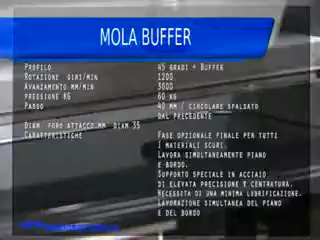 MOLA BUFFER
Profilo 45 gradi + Buffer
Rotazione giri/min 1200
Avanzamento mm/min 3000
Pressione KG 60 kg
Passo 40 mm / circolare spalsato
dal precedente
Diam. foro attacco mm diam 35
Caratteristiche Fase opzionale finale per tutti
i materiali scuri.
Lavora simultaneamente piano
e bordo.
Supporto speciale in acciaio
di elevata precisione e centratura.
Necessita di una minima lubrificazione.
Lavorazione simultanea del piano
e del bordo